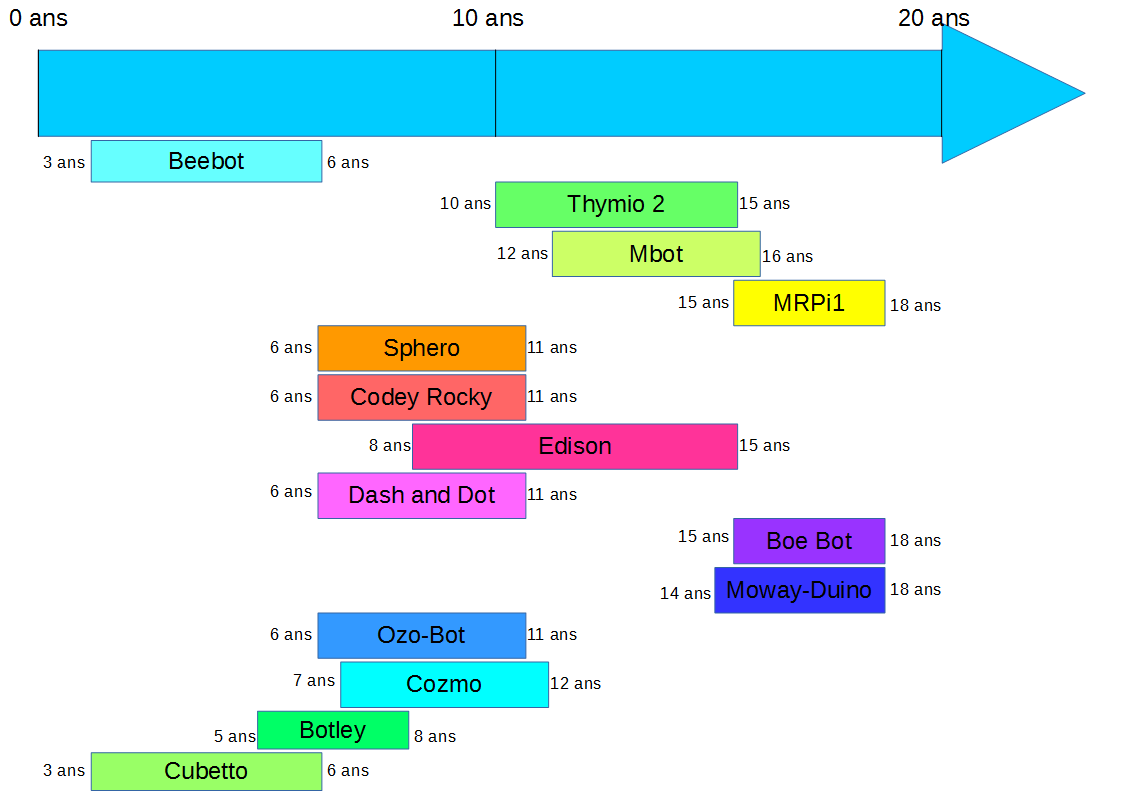 0 ans 10 ans 20 ans
3 ans Beebot 6 ans
10 ans Thymio 2 15 ans
12 ans Mbot 16 ans
15 ans MRPi1 18 ans
6 ans Sphero 11 ans
6 ans Codey Rocky 11 ans
8 ans Edison 15 ans
6 ans Dash and Dot 11 ans
15 ans Boe Bot 18 ans
14 ans Moway-Duino 18 ans
6 ans Ozo-Bot 11 ans
7 ans Cozmo 12 ans
5 ans Botley 8 ans
3 ans Cubetto 6 ans